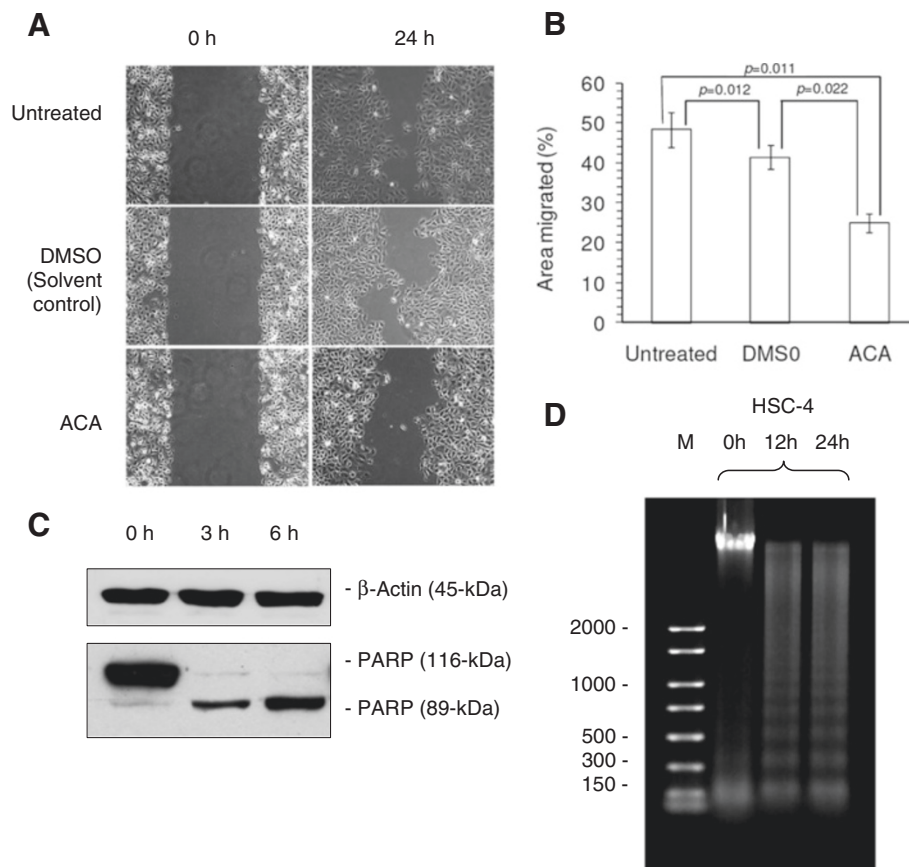 A
0 h
24 h
Untreated
DMSO
(Solvent
control)
ACA
B
p=0.011
p=0.012
p=0.022
Area migrated (%)
60
50
40
30
20
10
0
Untreated
DMS0
ACA
C
0 h
3 h
6 h
- β-Actin (45-kDa)
- PARP (116-kDa)
- PARP (89-kDa)
D
HSC-4
M
0h
12h
24h
2000 -
1000 -
500 -
300 -
150 -